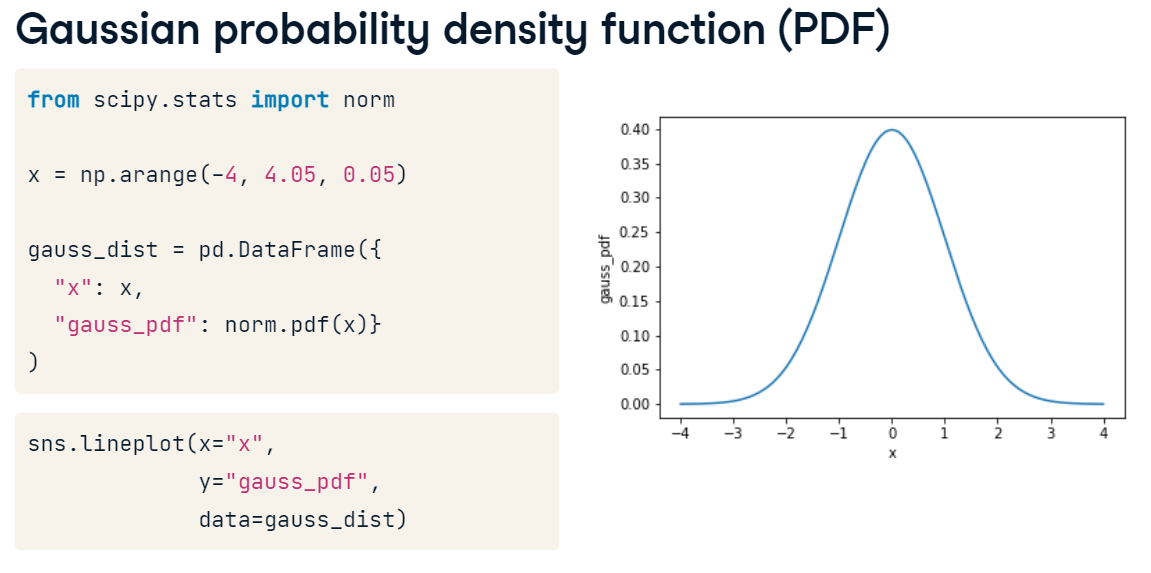 Gaussian probability density function (PDF)
from scipy.stats import norm
x = np.arange(-4, 4.05, 0.05)
gauss_dist = pd.DataFrame({
  "x": x,
  "gauss_pdf": norm.pdf(x)}
)
sns.lineplot(x="x",
             y="gauss_pdf",
             data=gauss_dist)
gauss_pdf
0.40
0.35
0.30
0.25
0.20
0.15
0.10
0.05
0.00
−4 −3 −2 −1 0 1 2 3 4
x